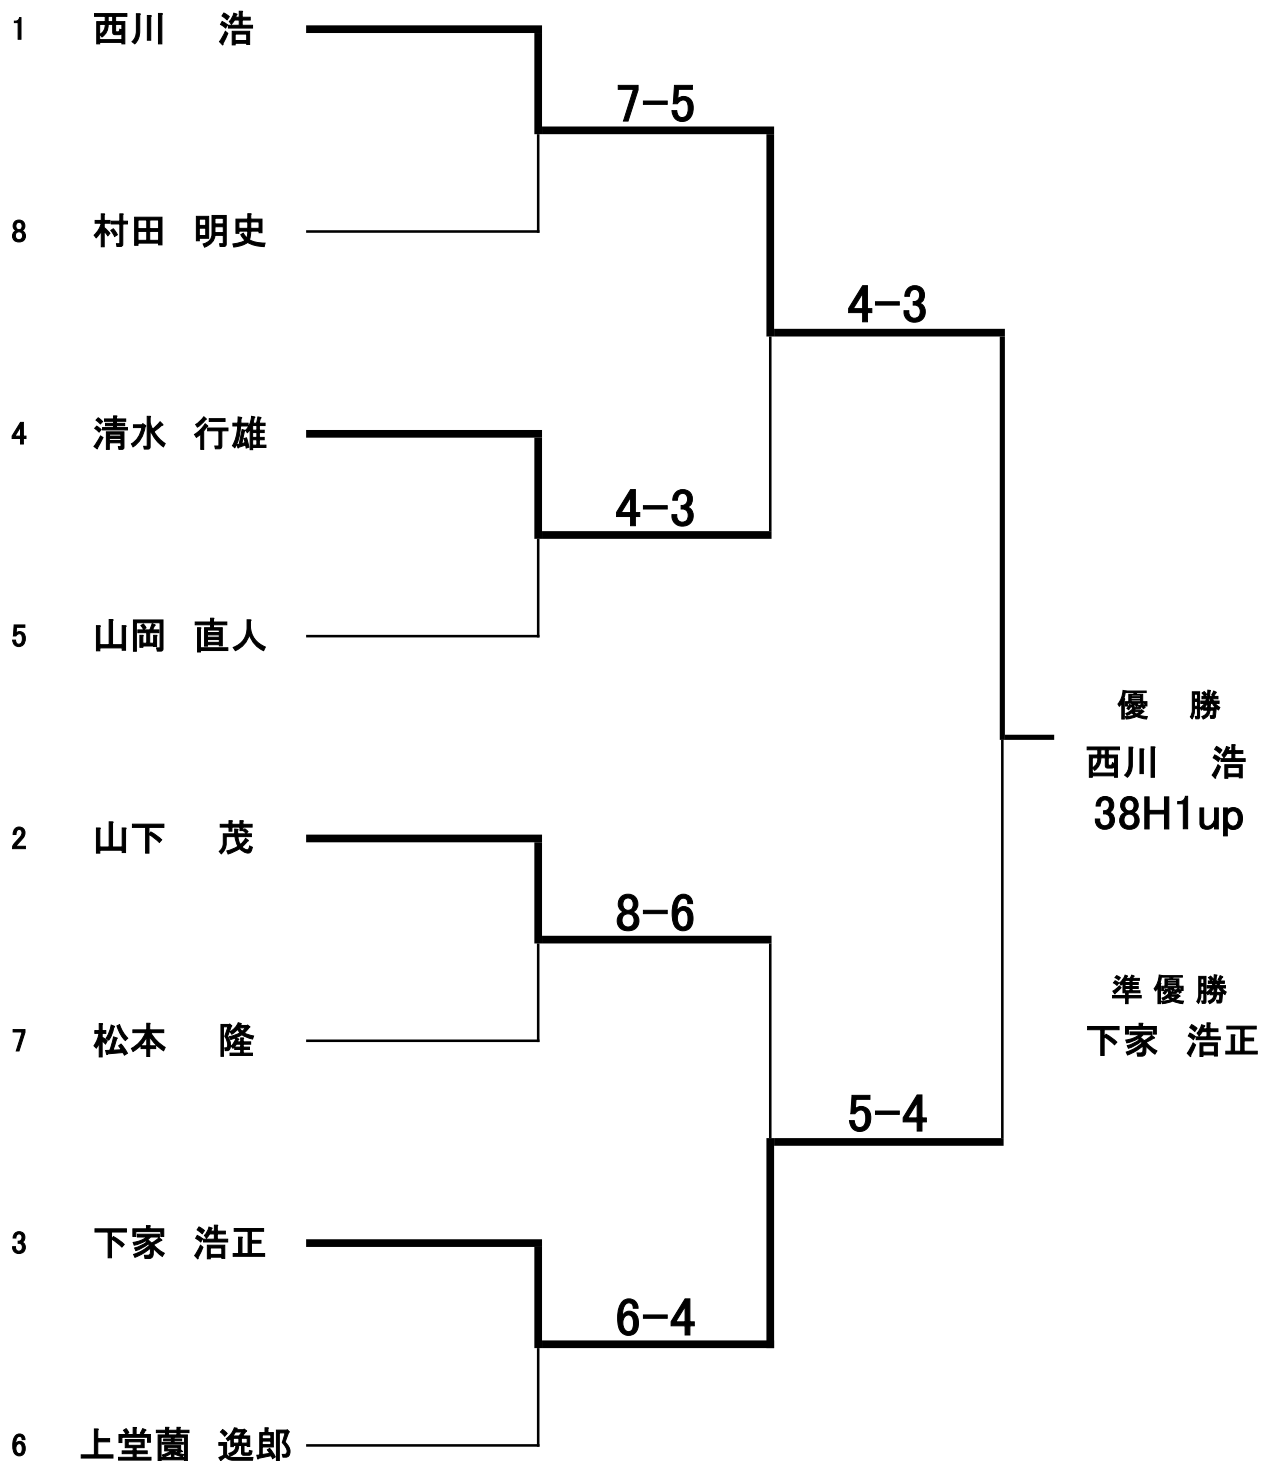 1 西川 浩
7-5
8 村田 明史
4-3
4 清水 行雄
4-3
5 山岡 直人
優 勝
西川 浩
38H1up
2 山下 茂
8-6
準優勝
7 松本 隆
下家 浩正
5-4
3 下家 浩正
6-4
6 上堂薗 逸郎